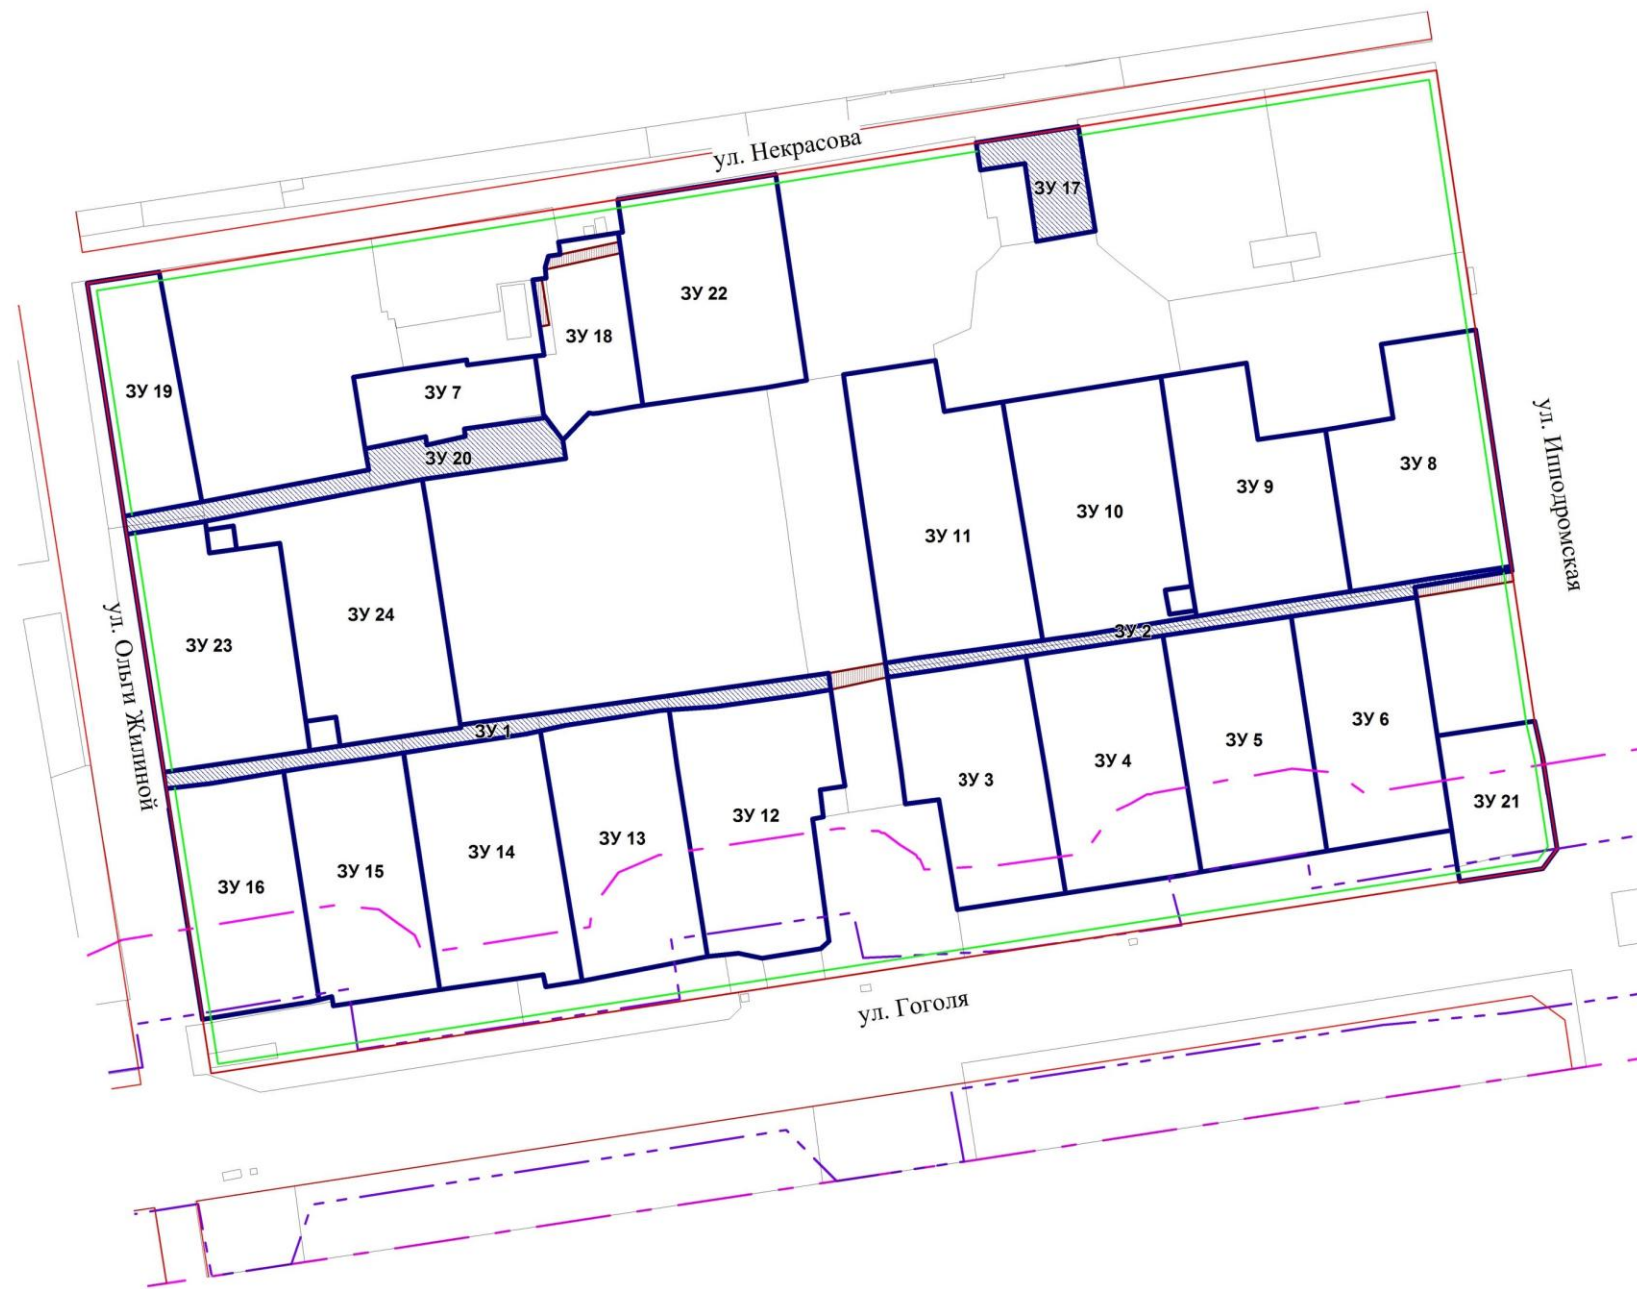 ул. Некрасова
ЗУ 17
ЗУ 22
ЗУ 18
ЗУ 19
ЗУ 7
ЗУ 20
ул. Ипподромская
ЗУ 8
ЗУ 9
ЗУ 10
ЗУ 11
ЗУ 24
ЗУ 23
ул. Ольги Жилиной
ЗУ 2
ЗУ 1
ЗУ 6
ЗУ 5
ЗУ 4
ЗУ 3
ЗУ 21
ЗУ 12
ЗУ 13
ЗУ 14
ЗУ 15
ЗУ 16
ул. Гоголя